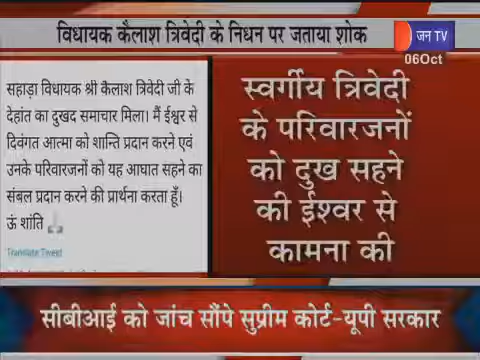 विधायक कैलाश त्रिवेदी के निधन पर जताया शोक
जन TV
06Oct
सहाड़ा विधायक श्री कैलाश त्रिवेदी जी के
देहांत का दुखद समाचार मिला। मैं ईश्वर से
दिवंगत आत्मा को शान्ति प्रदान करने एवं
उनके परिवारजनों को यह आघात सहने का
संबल प्रदान करने की प्रार्थना करता हूँ।
ऊं शांति
Translate Tweet
स्वर्गीय त्रिवेदी
के परिवारजनों
को दुख सहने
की ईश्वर से
कामना की
सीबीआई को जांच सौंपे सुप्रीम कोर्ट-यूपी सरकार